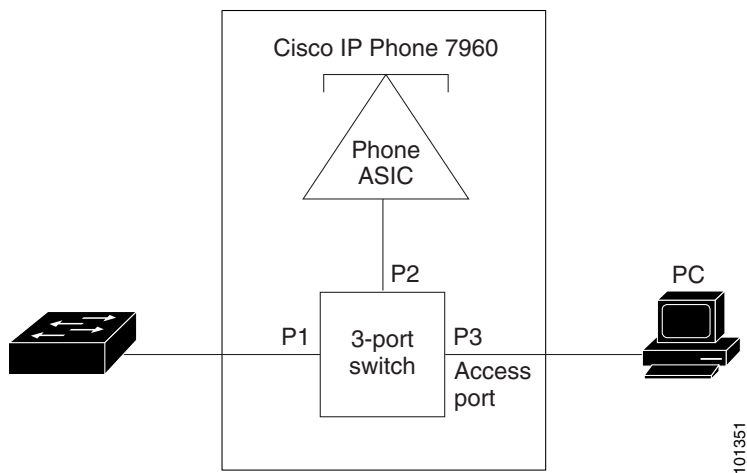 Cisco IP Phone 7960
Phone
ASIC
P2
PC
P1
3-port
switch
P3
Access
port
101351